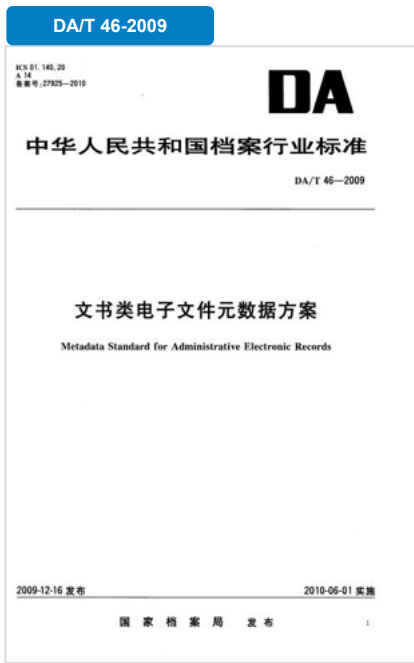 DA/T 46-2009
ICS 01.140.20
A 14
备案号:27925—2010
DA
中华人民共和国档案行业标准
DA/T 46—2009
文书类电子文件元数据方案
Metadata Standard for Administrative Electronic Records
2009-12-16 发布
2010-06-01 实施
国家档案局 发布
1